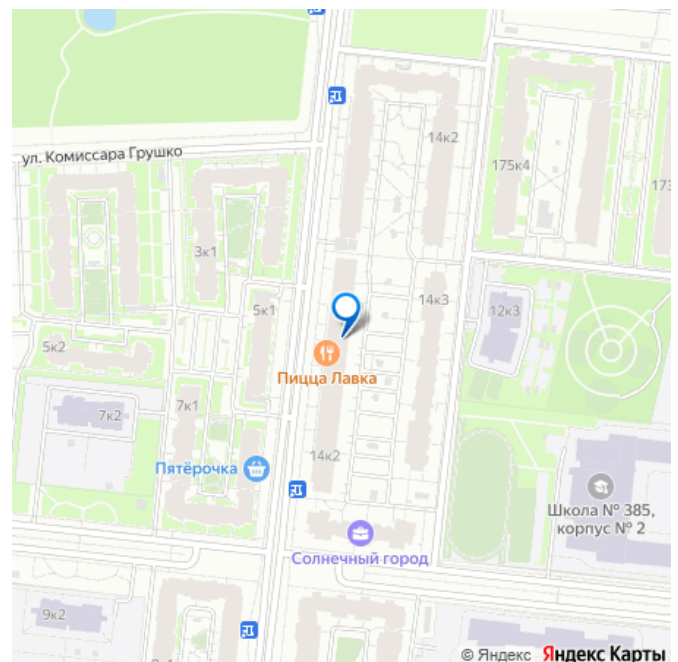 ул. Комиссара Грушко
14к2
175к4
173
3к1
5к1
14к3
12к3
5к2
Пицца Лавка
7к2
7к1
14к2
Пятёрочка
Школа № 385,
корпус № 2
Солнечный город
9к2
© Яндекс Яндекс Карты